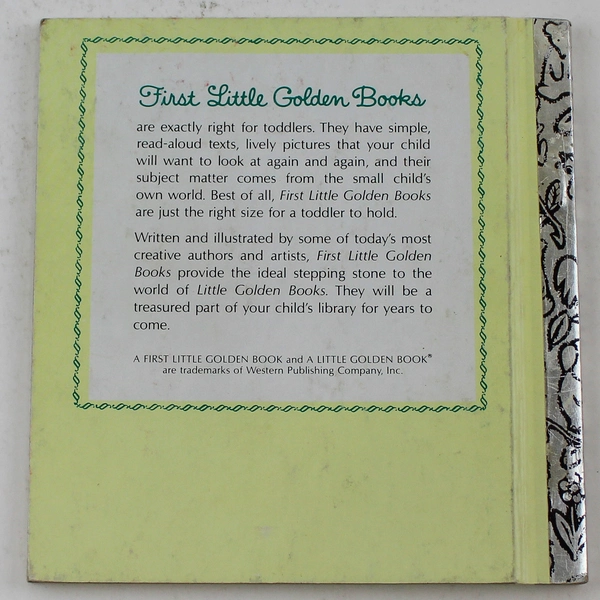 First Little Golden Books
are exactly right for toddlers. They have simple,
read-aloud texts, lively pictures that your child
will want to look at again and again, and their
subject matter comes from the small child's
own world. Best of all, First Little Golden Books
are just the right size for a toddler to hold.
Written and illustrated by some of today's most
creative authors and artists, First Little Golden
Books provide the ideal stepping stone to the
world of Little Golden Books. They will be a
treasured part of your child's library for years to
come.
A FIRST LITTLE GOLDEN BOOK and A LITTLE GOLDEN BOOK®
are trademarks of Western Publishing Company, Inc.